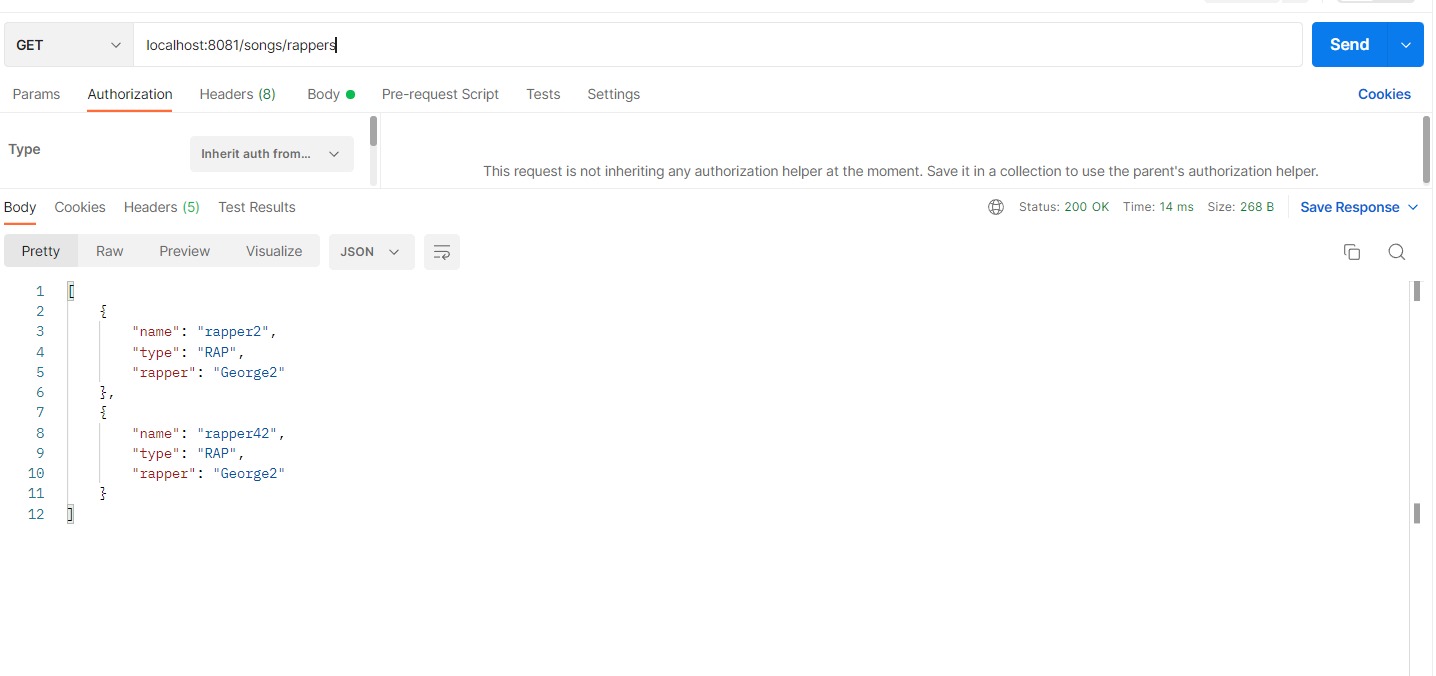 GET localhost:8081/songs/rappers Send
Params Authorization Headers (8) Body Pre-request Script Tests Settings Cookies
Type Inherit auth from...
This request is not inheriting any authorization helper at the moment. Save it in a collection to use the parent's authorization helper.
Body Cookies Headers (5) Test Results Status: 200 OK Time: 14 ms Size: 268 B Save Response
Pretty Raw Preview Visualize JSON
1 [
2 {
3 "name": "rapper2",
4 "type": "RAP",
5 "rapper": "George2"
6 },
7 {
8 "name": "rapper42",
9 "type": "RAP",
10 "rapper": "George2"
11 }
12 ]